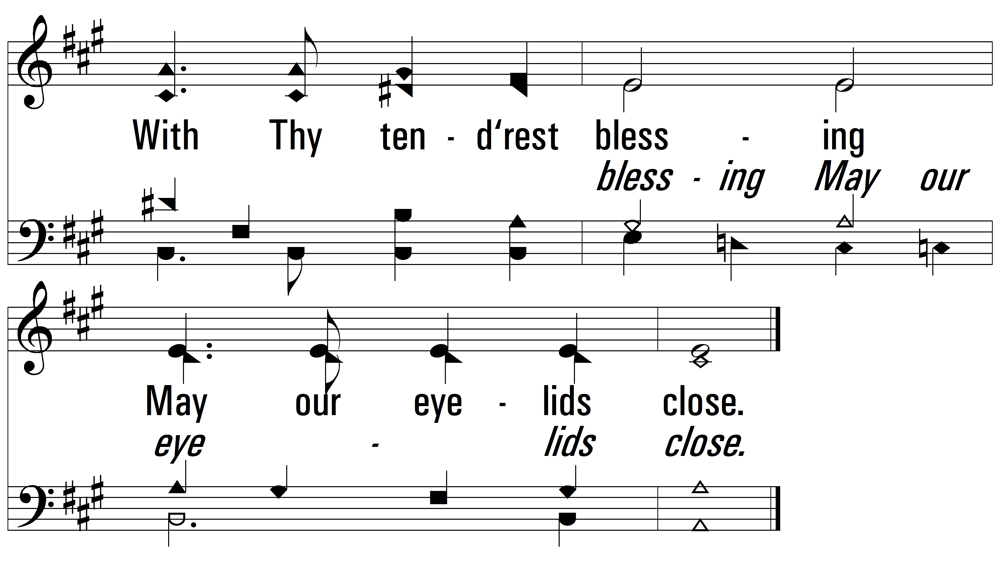 With Thy ten - d‘rest bless - ing
bless - ing May our
May our eye - lids close.
eye - lids close.